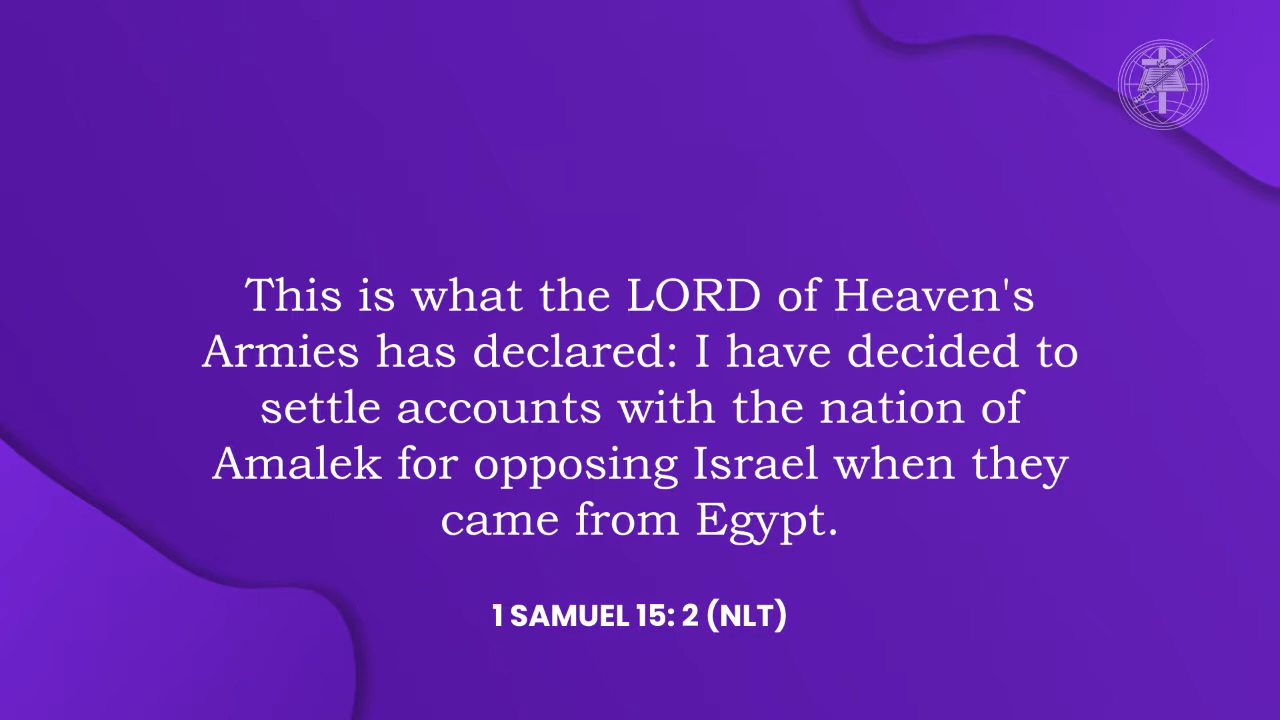 This is what the LORD of Heaven's
Armies has declared: I have decided to
settle accounts with the nation of
Amalek for opposing Israel when they
came from Egypt.
1 SAMUEL 15: 2 (NLT)